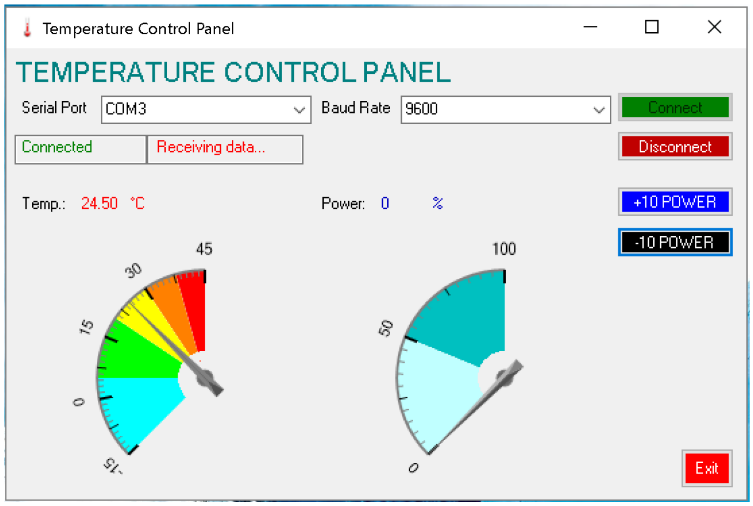 Temperature Control Panel
TEMPERATURE CONTROL PANEL
Serial Port COM3 Baud Rate 9600 Connect
Connected Receiving data... Disconnect
Temp.: 24.50 °C Power: 0 % +10 POWER
-10 POWER
45 100
30
15 50
0
-15 0
Exit